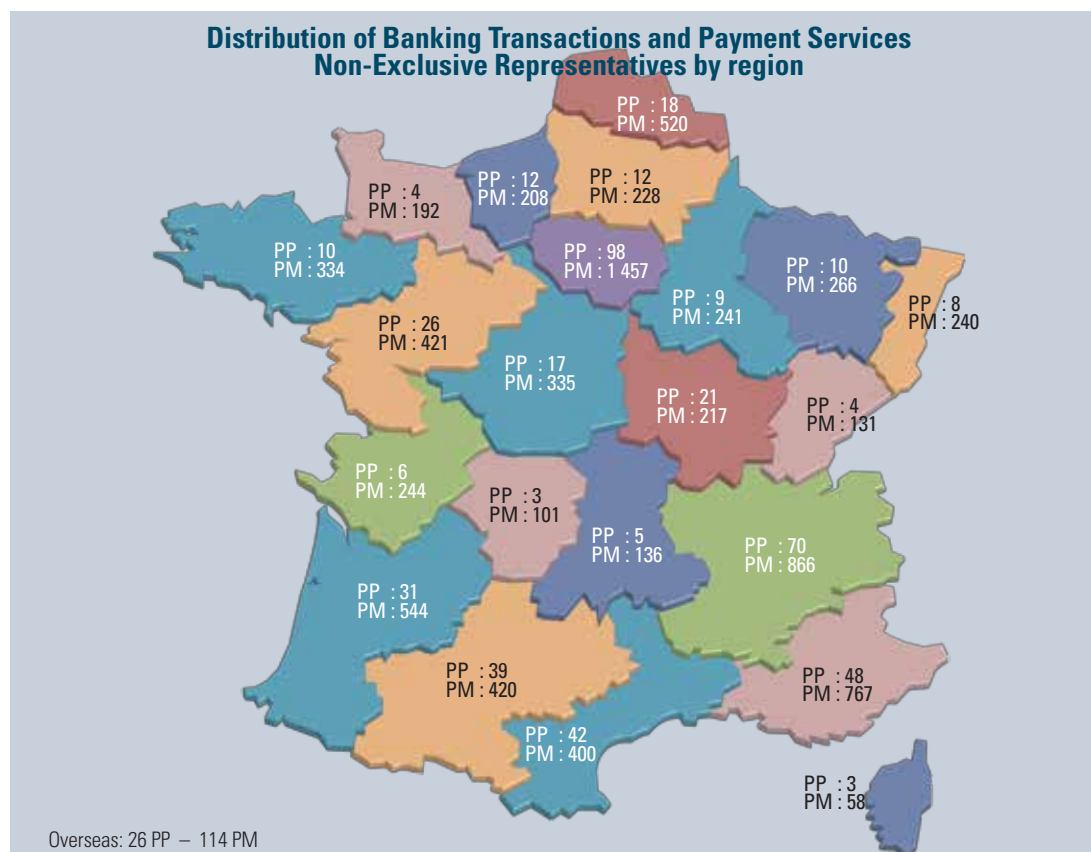 Distribution of Banking Transactions and Payment Services
Non-Exclusive Representatives by region
PP : 18
PM : 520
PP : 12
PM : 228
PP : 12
PM : 208
PP : 4
PM : 192
PP : 10
PM : 334
PP : 98
PM : 1 457
PP : 9
PM : 241
PP : 10
PM : 266
PP : 8
PM : 240
PP : 26
PM : 421
PP : 17
PM : 335
PP : 21
PM : 217
PP : 4
PM : 131
PP : 6
PM : 244
PP : 3
PM : 101
PP : 5
PM : 136
PP : 70
PM : 866
PP : 31
PM : 544
PP : 39
PM : 420
PP : 48
PM : 767
PP : 42
PM : 400
PP : 3
PM : 58
Overseas: 26 PP – 114 PM